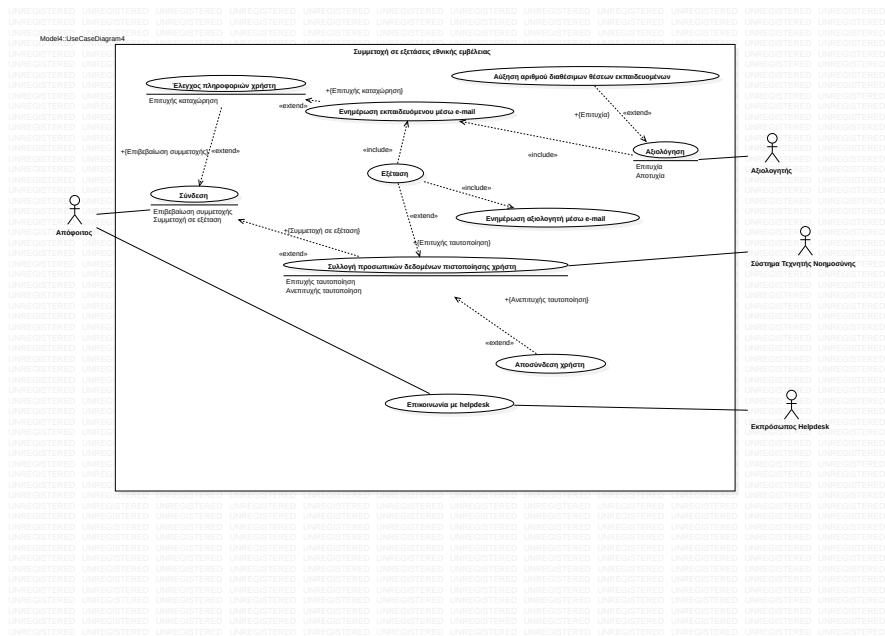 Model4::UseCaseDiagram4
Συμμετοχή σε εξετάσεις εθνική εμβέλειας
Έλεγχος πληροφοριών χρήστη
Επιτυχής καταχώρηση
+{Επιτυχής καταχώρηση}
«extend»
Ενημέρωση εκπαιδευόμενου μέσω e-mail
Αύξηση αριθμού διαθέσιμων θέσεων εκπαιδευομένων
+{Επιτυχία}
«extend»
Αξιολόγηση
Επιτυχία
Αποτυχία
Αξιολογητής
+{Επιβεβαίωση συμμετοχής}
«extend»
«include»
«include»
Εξέταση
«include»
Σύνδεση
Επιβεβαίωση συμμετοχής
Συμμετοχή σε εξέταση
Απόφοιτος
«extend»
Ενημέρωση αξιολογητή μέσω e-mail
+{Συμμετοχή σε εξέταση}
+{Επιτυχής ταυτοποίηση}
«extend»
Συλλογή προσωπικών δεδομένων πιστοποίησης χρήστη
Επιτυχής ταυτοποίηση
Ανεπιτυχής ταυτοποίηση
Σύστημα Τεχνητής Νοημοσύνης
+{Ανεπιτυχής ταυτοποίηση}
«extend»
Αποσύνδεση χρήστη
Επικοινωνία με helpdesk
Εκπρόσωπος Helpdesk